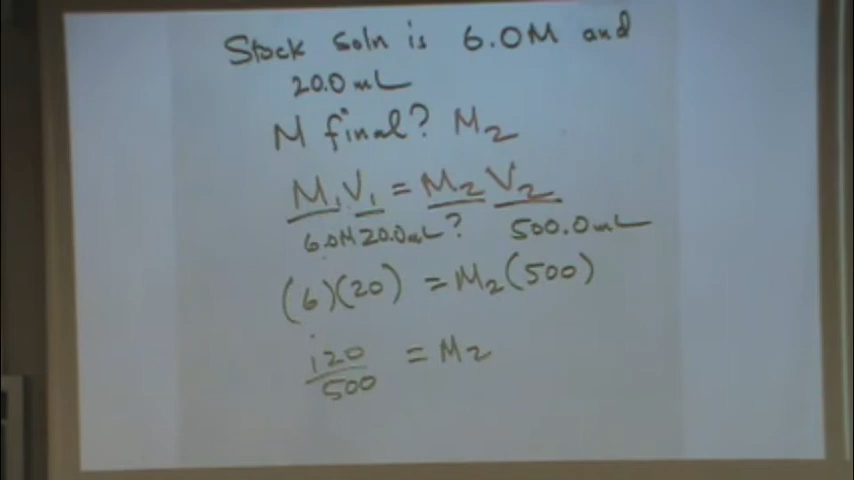 Stock soln is 6.0M and
20.0 mL
M final? M₂
M₁V₁ = M₂V₂
6.0M 20.0mL ? 500.0mL
(6)(20) = M₂(500)
120/500 = M₂